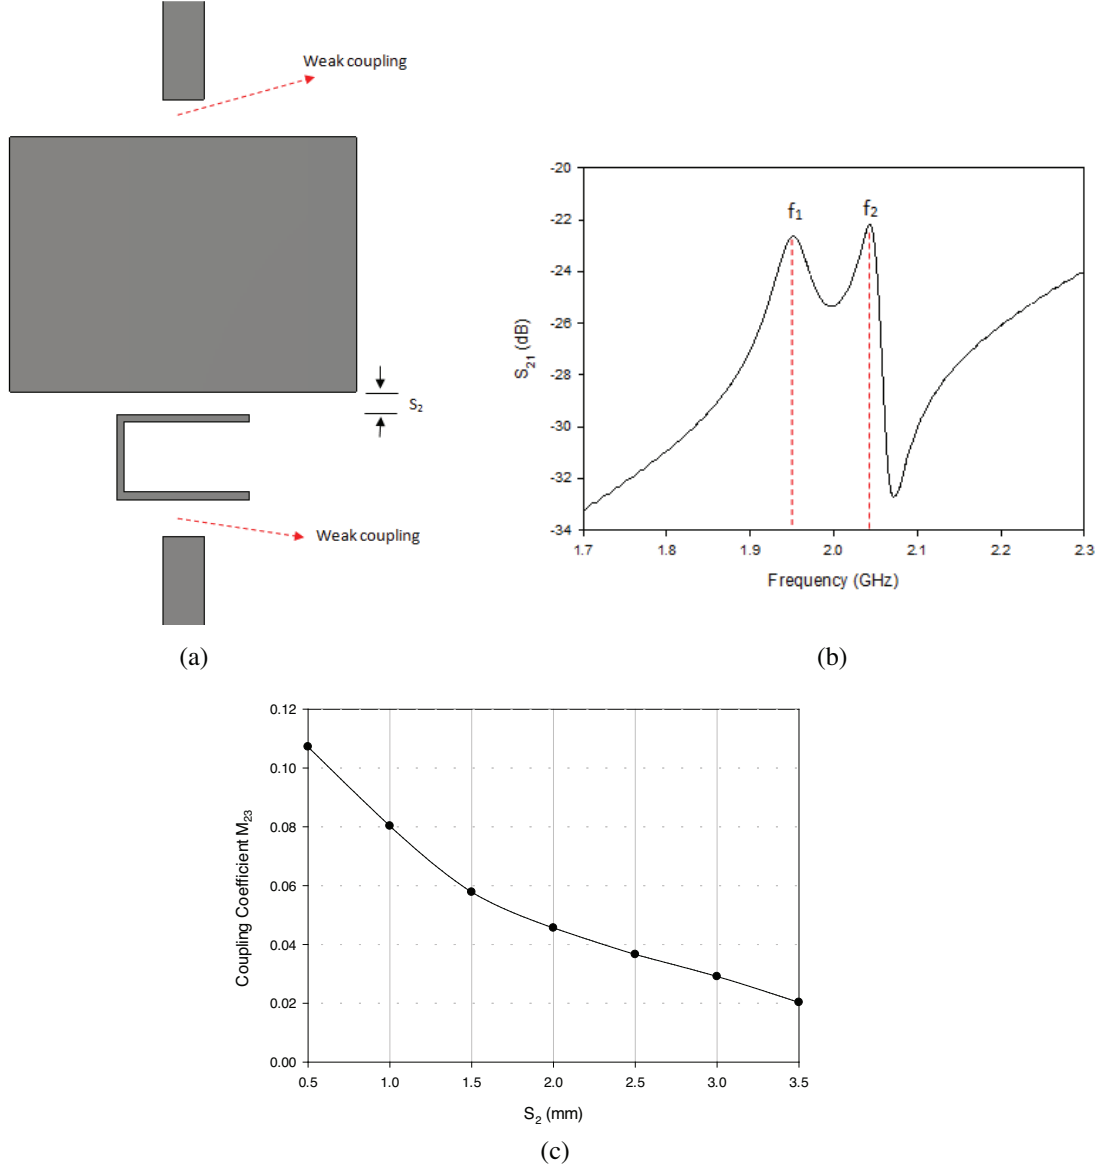 Weak coupling
S2
Weak coupling
(a)
f1
f2
-20
-22
-24
-26
-28
-30
-32
-34
S21 (dB)
1.7 1.8 1.9 2.0 2.1 2.2 2.3
Frequency (GHz)
(b)
0.12
0.10
0.08
0.06
0.04
0.02
0.00
Coupling Coefficient M23
0.5 1.0 1.5 2.0 2.5 3.0 3.5
S2 (mm)
(c)